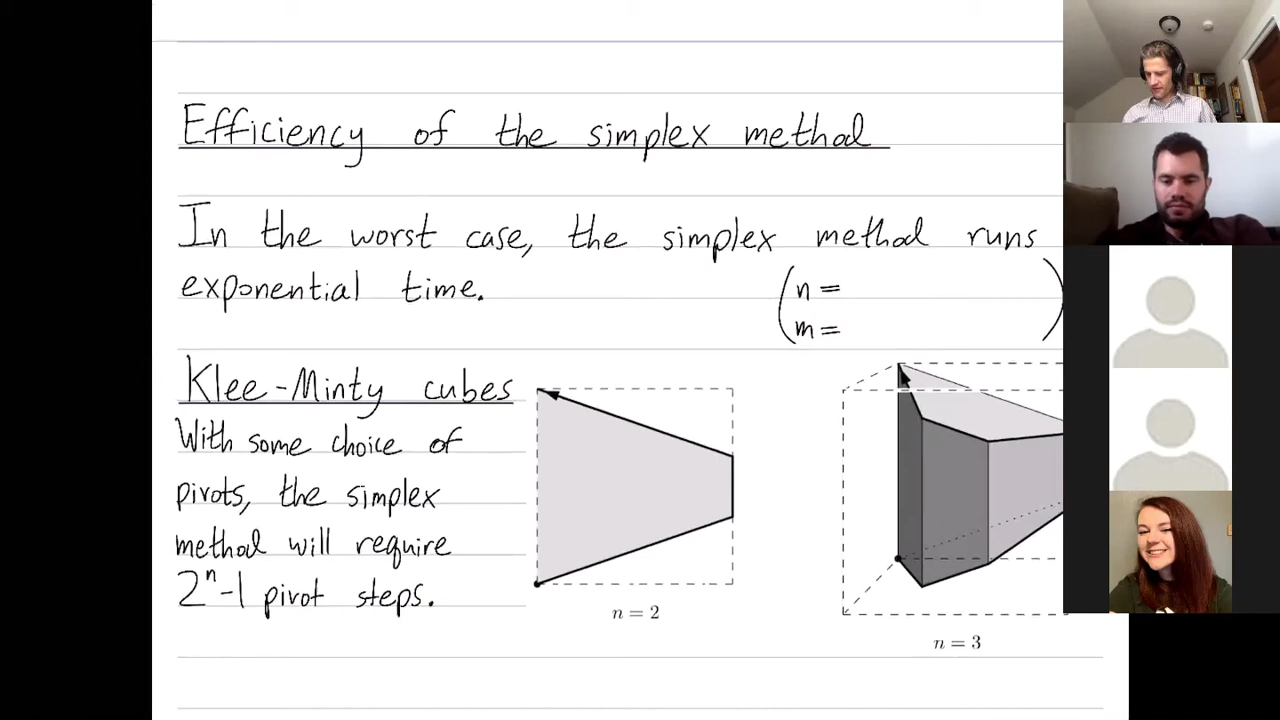 Efficiency of the simplex method
In the worst case, the simplex method runs
exponential time.
(n =
m = )
Klee-Minty cubes
With some choice of
pivots, the simplex
method will require
2^n-1 pivot steps.
n = 2
n = 3